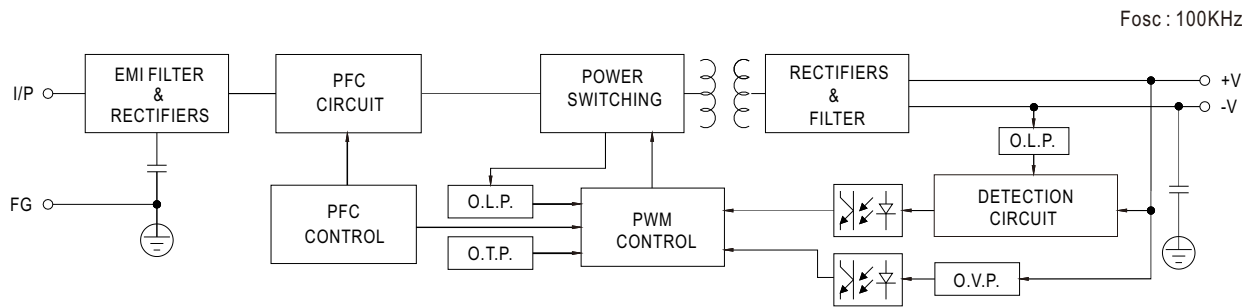 Fosc : 100KHz
I/P
EMI FILTER
&
RECTIFIERS
PFC
CIRCUIT
POWER
SWITCHING
RECTIFIERS
&
FILTER
+V
-V
O.L.P.
FG
PFC
CONTROL
O.L.P.
O.T.P.
PWM
CONTROL
DETECTION
CIRCUIT
O.V.P.